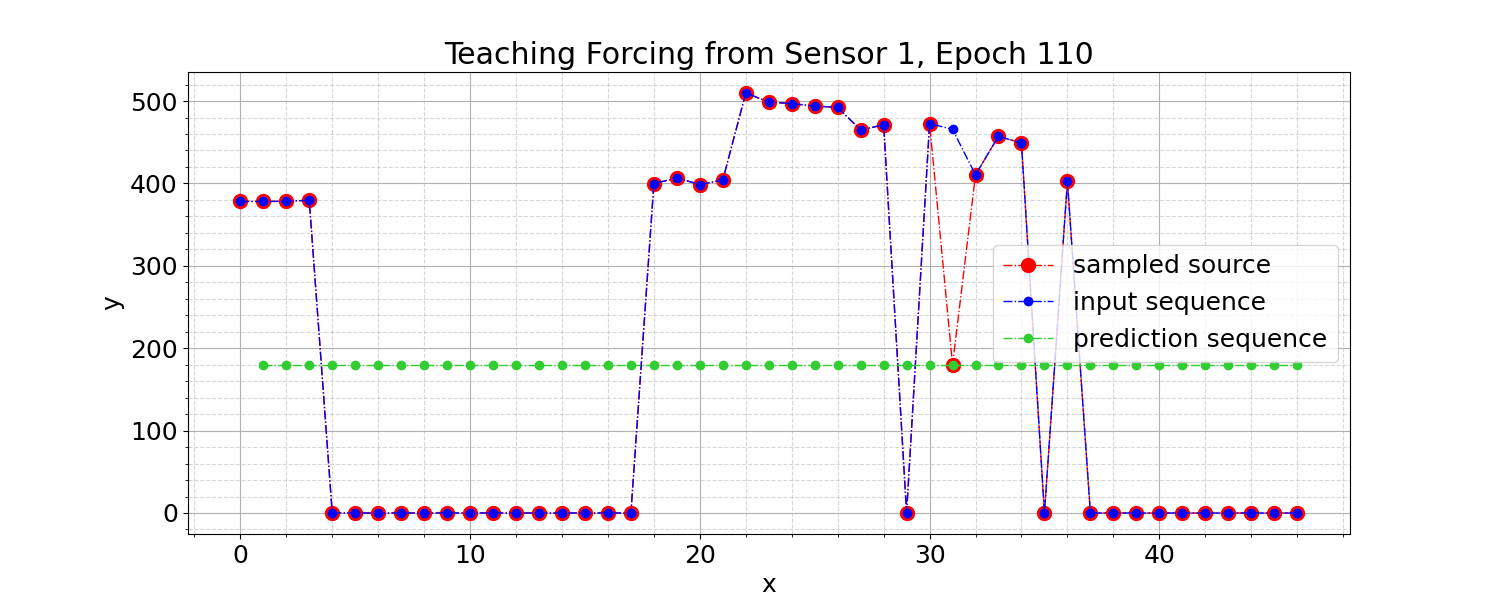 Teaching Forcing from Sensor 1, Epoch 110
500
400
300
200
100
0
y
sampled source
input sequence
prediction sequence
0 10 20 30 40
x